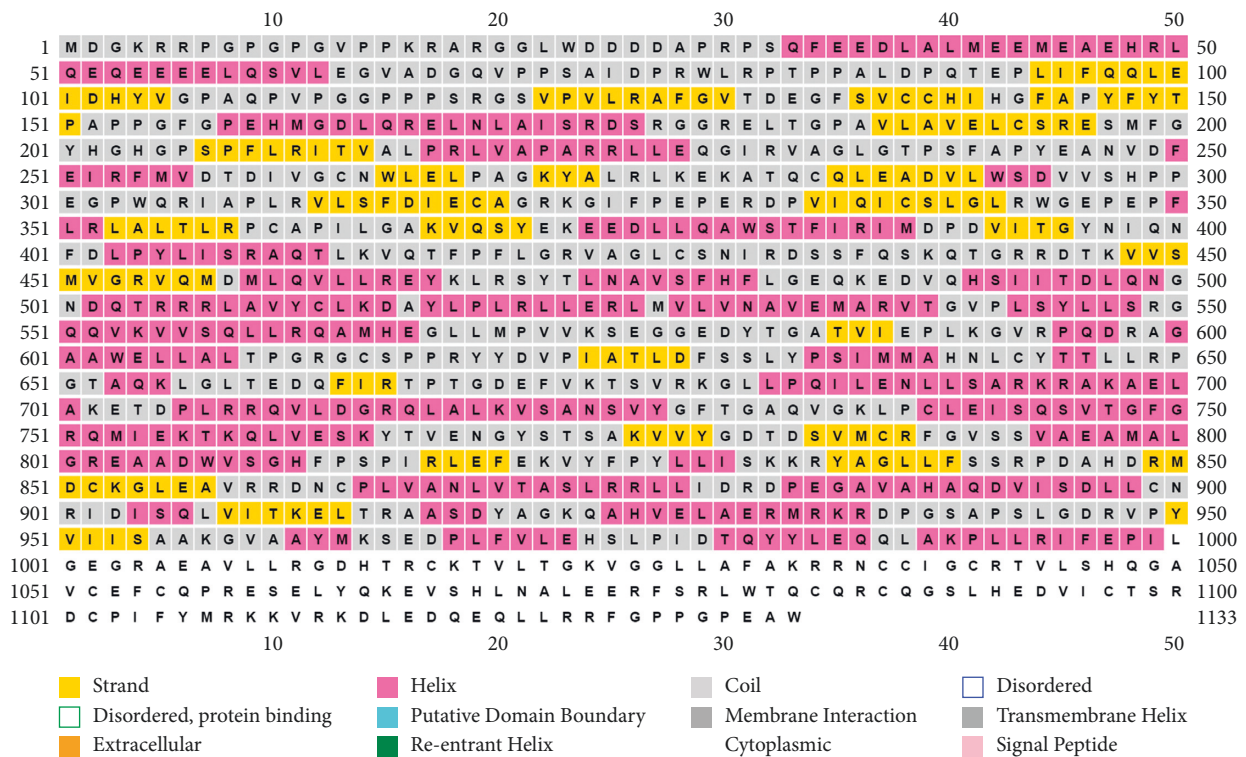 10 20 30 40 50
1 M D G K R R P G P G P G V P P K R A R G G L W D D D D A P R P S Q F E E D L A L M E E M E A E H R L 50
51 Q E Q E E E E L Q S V L E G V A D G Q V P P S A I D P R W L R P T P P A L D P Q T E P L I F Q Q L E 100
101 I D H Y V G P A Q P V P G G P P P S R G S V P V L R A F G V T D E G F S V C C H I H G F A P Y F Y T 150
151 P A P P G F G P E H M G D L Q R E L N L A I S R D S R G G R E L T G P A V L A V E L C S R E S M F G 200
201 Y H G H G P S P F L R I T V A L P R L V A P A R R L L E Q G I R V A G L G T P S F A P Y E A N V D F 250
251 E I R F M V D T D I V G C N W L E L P A G K Y A L R L K E K A T Q C Q L E A D V L W S D V V S H P P 300
301 E G P W Q R I A P L R V L S F D I E C A G R K G I F P E P E R D P V I Q I C S L G L R W G E P E P F 350
351 L R L A L T L R P C A P I L G A K V Q S Y E K E E D L L Q A W S T F I R I M D P D V I T G Y N I Q N 400
401 F D L P Y L I S R A Q T L K V Q T F P F L G R V A G L C S N I R D S S F Q S K Q T G R R D T K V V S 450
451 M V G R V Q M D M L Q V L L R E Y K L R S Y T L N A V S F H F L G E Q K E D V Q H S I I T D L Q N G 500
501 N D Q T R R R L A V Y C L K D A Y L P L R L L E R L M V L V N A V E M A R V T G V P L S Y L L S R G 550
551 Q Q V K V V S Q L L R Q A M H E G L L M P V V K S E G G E D Y T G A T V I E P L K G V R P Q D R A G 600
601 A A W E L L A L T P G R G C S P P R Y Y D V P I A T L D F S S L Y P S I M M A H N L C Y T T L L R P 650
651 G T A Q K L G L T E D Q F I R T P T G D E F V K T S V R K G L L P Q I L E N L L S A R K R A K A E L 700
701 A K E T D P L R R Q V L D G R Q L A L K V S A N S V Y G F T G A Q V G K L P C L E I S Q S V T G F G 750
751 R Q M I E K T K Q L V E S K Y T V E N G Y S T S A K V V Y G D T D S V M C R F G V S S V A E A M A L 800
801 G R E A A D W V S G H F P S P I R L E F E K V Y F P Y L L I S K K R Y A G L L F S S R P D A H D R M 850
851 D C K G L E A V R R D N C P L V A N L V T A S L R R L L I D R D P E G A V A H A Q D V I S D L L C N 900
901 R I D I S Q L V I T K E L T R A A S D Y A G K Q A H V E L A E R M R K R D P G S A P S L G D R V P Y 950
951 V I I S A A K G V A A Y M K S E D P L F V L E H S L P I D T Q Y Y L E Q Q L A K P L L R I F E P I L 1000
1001 G E G R A E A V L L R G D H T R C K T V L T G K V G G L L A F A K R R N C C I G C R T V L S H Q G A 1050
1051 V C E F C Q P R E S E L Y Q K E V S H L N A L E E R F S R L W T Q C Q R C Q G S L H E D V I C T S R 1100
1101 D C P I F Y M R K K V R K D L E D Q E Q L L R R F G P P G P E A W 1133
10 20 30 40 50
Strand Helix Coil Disordered
Disordered, protein binding Putative Domain Boundary Membrane Interaction Transmembrane Helix
Extracellular Re-entrant Helix Cytoplasmic Signal Peptide